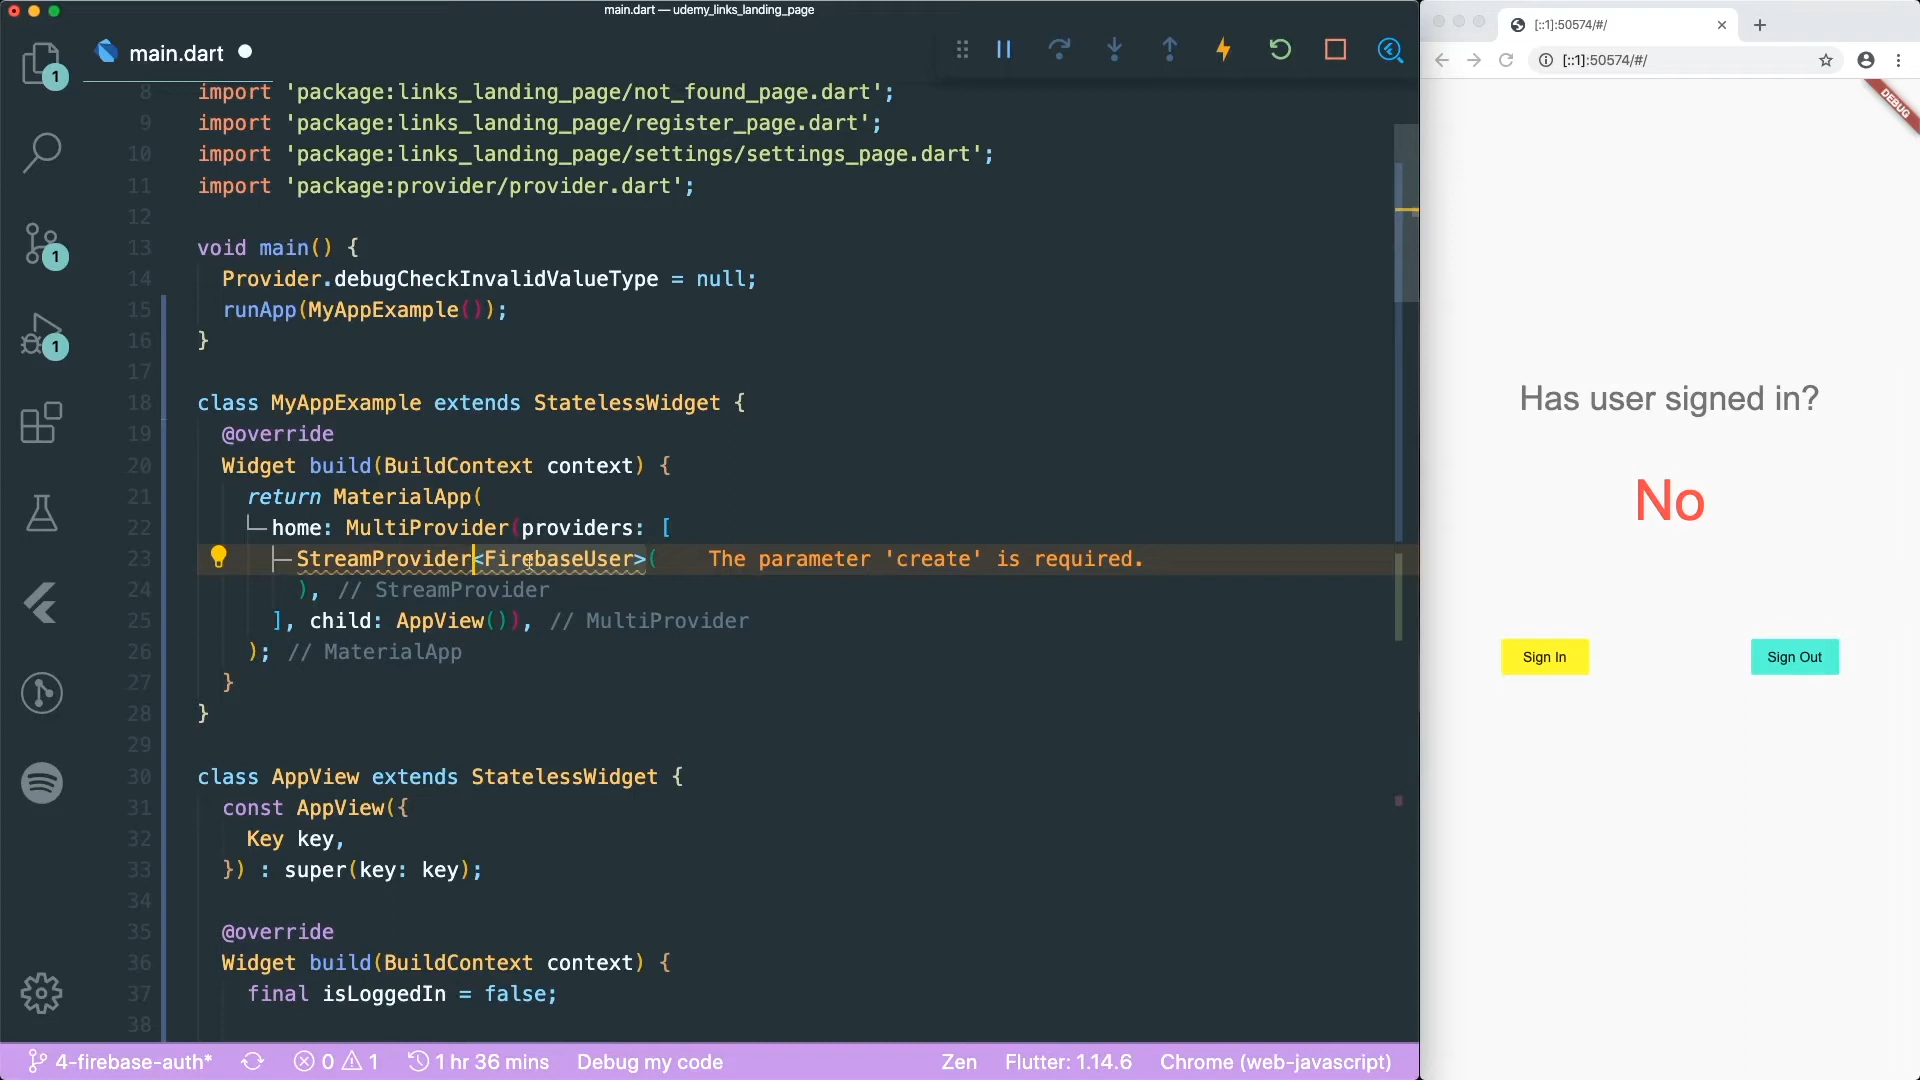 main.dart — udemy_links_landing_page
main.dart
8 import 'package:links_landing_page/not_found_page.dart';
9 import 'package:links_landing_page/register_page.dart';
10 import 'package:links_landing_page/settings/settings_page.dart';
11 import 'package:provider/provider.dart';
12
13 void main() {
14 Provider.debugCheckInvalidValueType = null;
15 runApp(MyAppExample());
16 }
17
18 class MyAppExample extends StatelessWidget {
19 @override
20 Widget build(BuildContext context) {
21 return MaterialApp(
22 home: MultiProvider(providers: [
23 StreamProvider<FirebaseUser>( The parameter 'create' is required.
24 ), // StreamProvider
25 ], child: AppView()), // MultiProvider
26 ); // MaterialApp
27 }
28 }
29
30 class AppView extends StatelessWidget {
31 const AppView({
32 Key key,
33 }) : super(key: key);
34
35 @override
36 Widget build(BuildContext context) {
37 final isLoggedIn = false;
38
1
1
1
4-firebase-auth* 0 1 1 hr 36 mins Debug my code Zen Flutter: 1.14.6 Chrome (web-javascript)
[::1]:50574/#/
[::1]:50574/#/
DEBUG
Has user signed in?
No
Sign In Sign Out